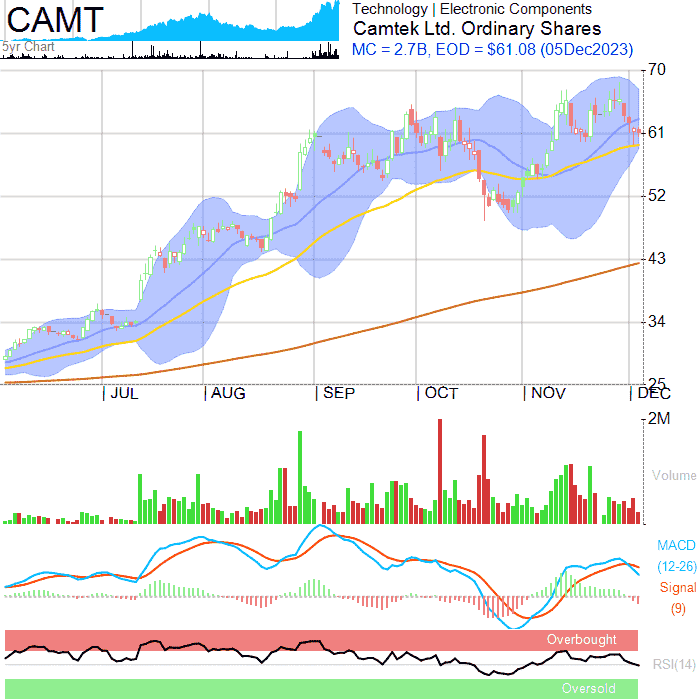 CAMT
5yr Chart
Technology | Electronic Components
Camtek Ltd. Ordinary Shares
MC = 2.7B, EOD = $61.08 (05Dec2023)
70
61
52
43
34
25
JUL
AUG
SEP
OCT
NOV
DEC
2M
Volume
MACD
(12-26)
Signal
(9)
Overbought
RSI(14)
Oversold